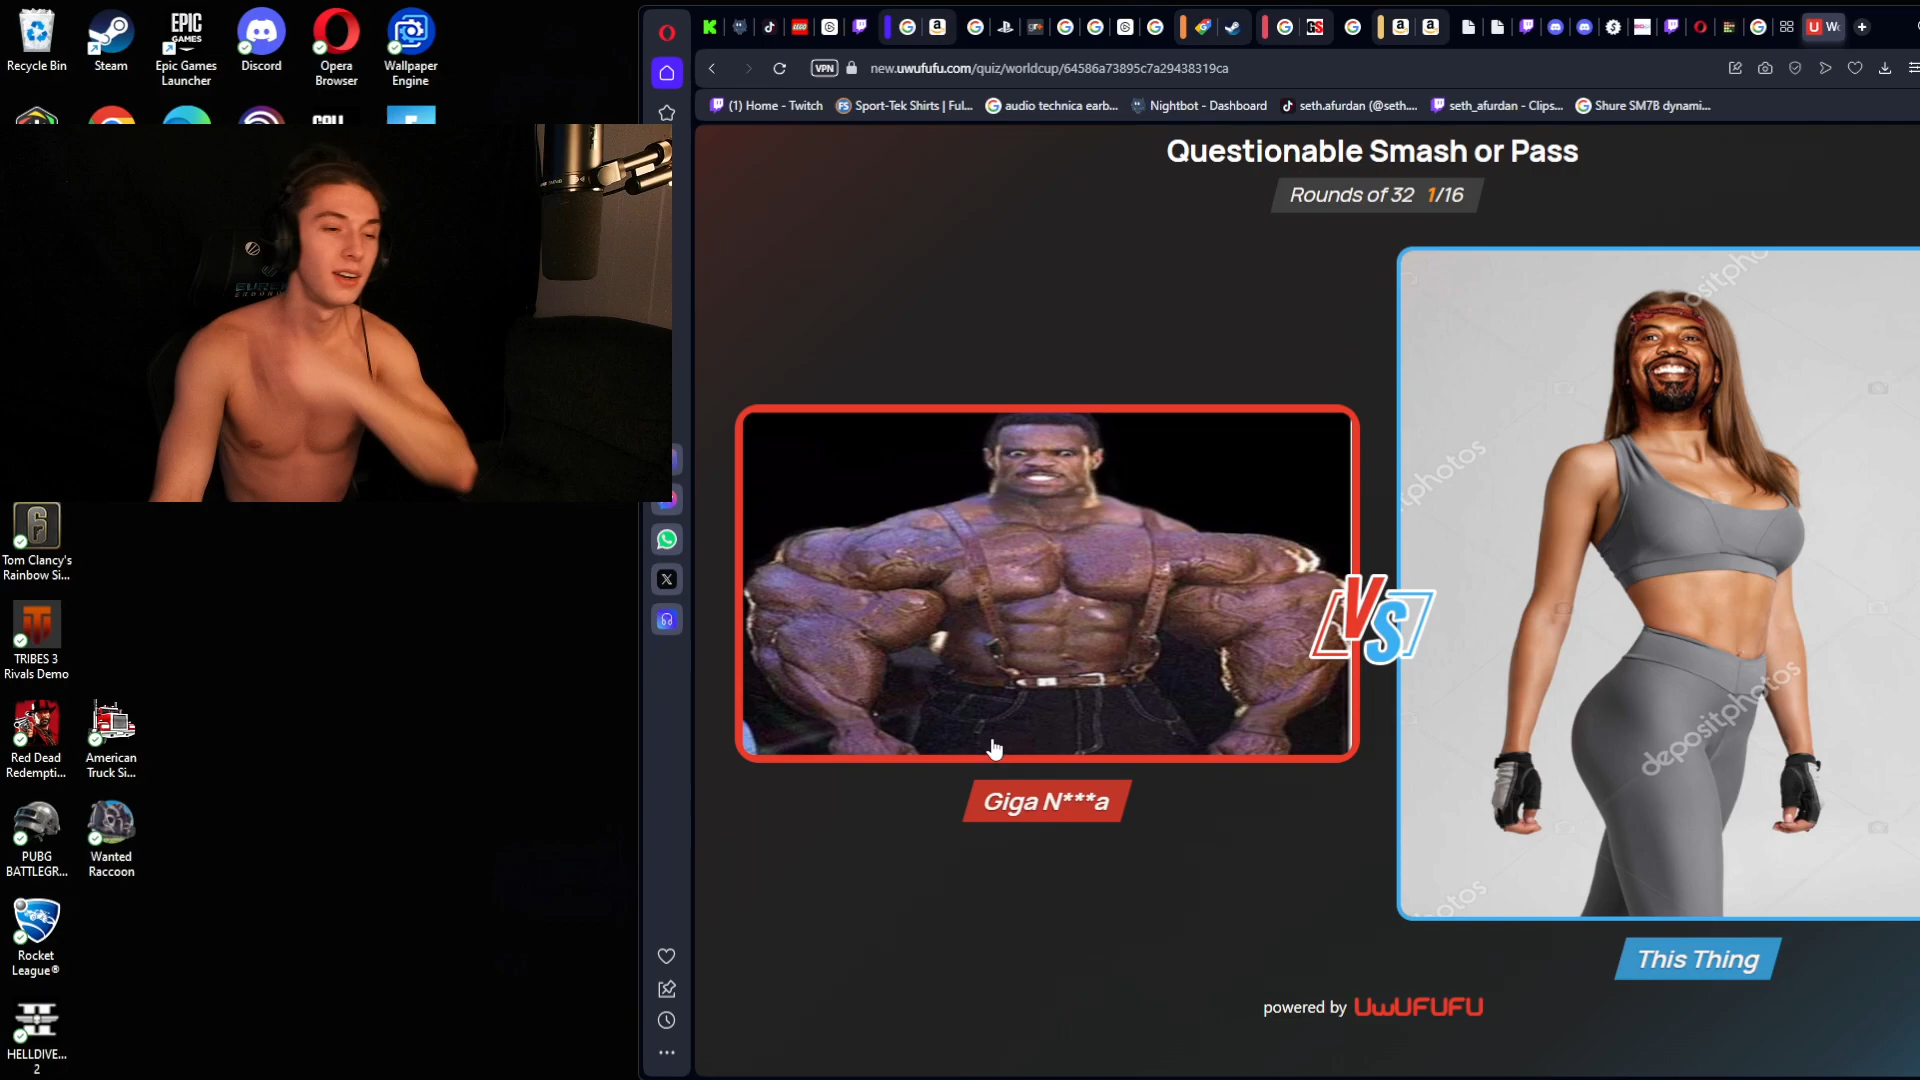 Recycle Bin
Steam
EPIC GAMES
Epic Games Launcher
Discord
Opera Browser
Wallpaper Engine
new.uwufufu.com/quiz/worldcup/64586a73895c7a29438319ca
VPN
(1) Home - Twitch
Sport-Tek Shirts | Ful...
audio technica earb...
Nightbot - Dashboard
seth.afurdan (@seth....
seth_afurdan - Clips...
Shure SM7B dynami...
Questionable Smash or Pass
Rounds of 32 1/16
VS
Giga N***a
This Thing
depositphotos
powered by UwUFUFU
Tom Clancy's Rainbow Si...
TRIBES 3 Rivals Demo
Red Dead Redempti...
American Truck Si...
PUBG BATTLEGR...
Wanted Raccoon
Rocket League®
HELLDIVE... 2